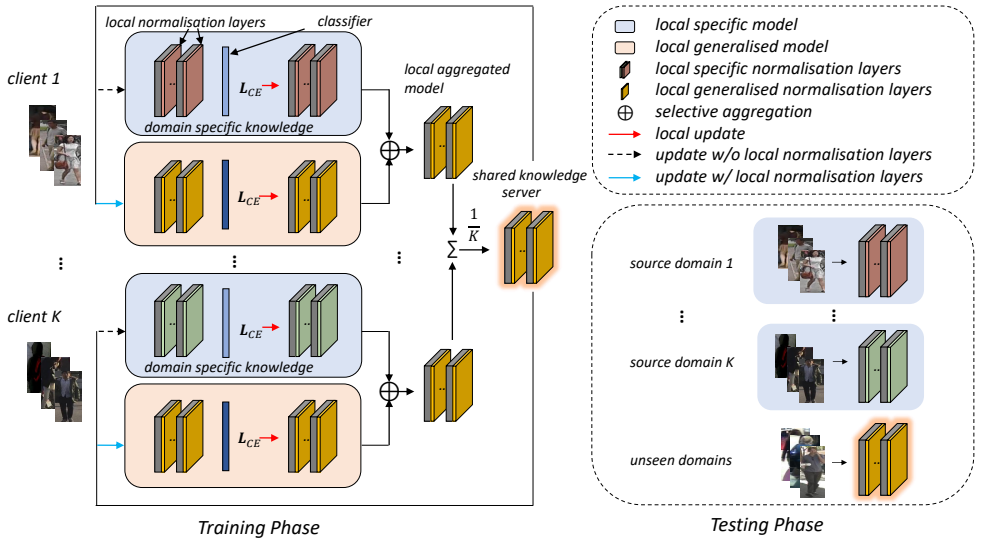 local normalisation layers
classifier
client 1
L_CE
domain specific knowledge
L_CE
local aggregated
model
shared knowledge
server
1
K
Σ
client K
L_CE
domain specific knowledge
L_CE
Training Phase
local specific model
local generalised model
local specific normalisation layers
local generalised normalisation layers
selective aggregation
local update
update w/o local normalisation layers
update w/ local normalisation layers
source domain 1
source domain K
unseen domains
Testing Phase